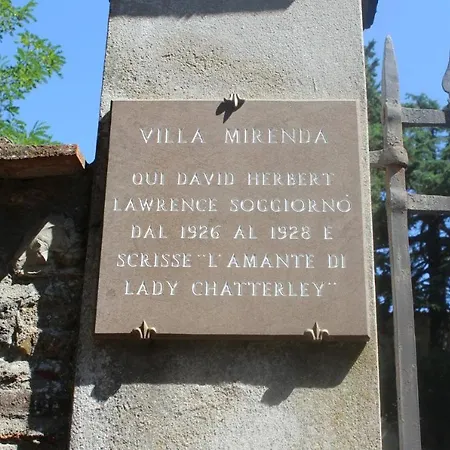 VILLA MIRENDA
QUI DAVID HERBERT
LAWRENCE SOGGIORNÒ
DAL 1926 AL 1928 E
SCRISSE "L'AMANTE DI
LADY CHATTERLEY"